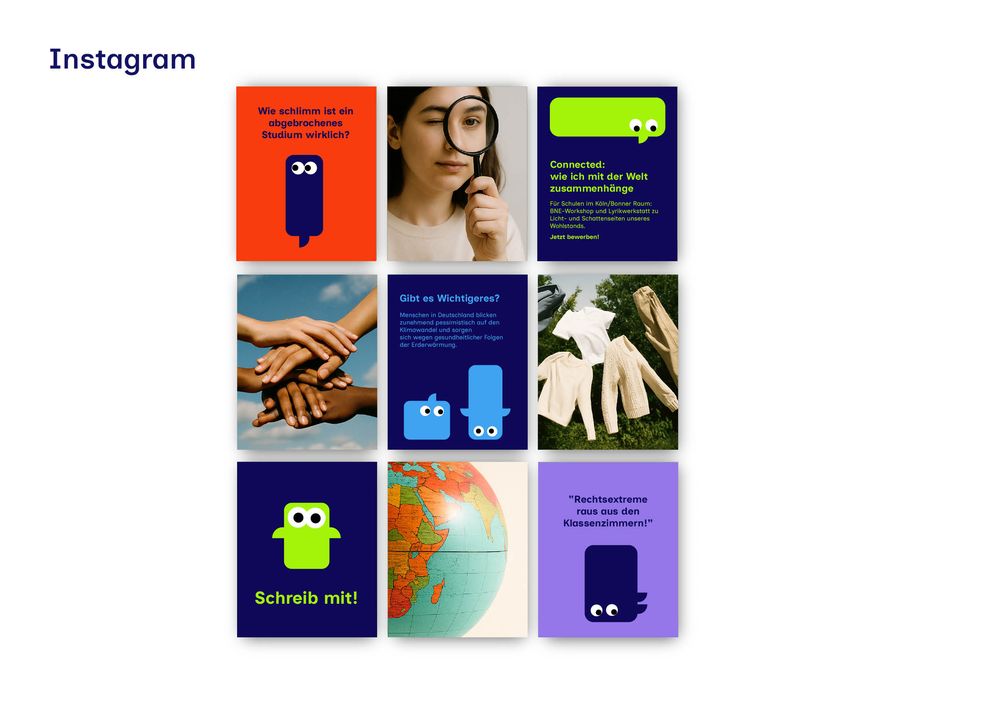 Instagram
Wie schlimm ist ein
abgebrochenes
Studium wirklich?
Connected:
wie ich mit der Welt
zusammenhänge
Für Schulen im Köln/Bonner Raum:
BNE-Workshop und Lyrikwerkstatt zu
Licht- und Schattenseiten unseres
Wohlstands.
Jetzt bewerben!
Gibt es Wichtigeres?
Menschen in Deutschland blicken
zunehmend pessimistisch auf den
Klimawandel und sorgen
sich wegen gesundheitlicher Folgen
der Erderwärmung.
Schreib mit!
"Rechtsextreme
raus aus den
Klassenzimmern!"